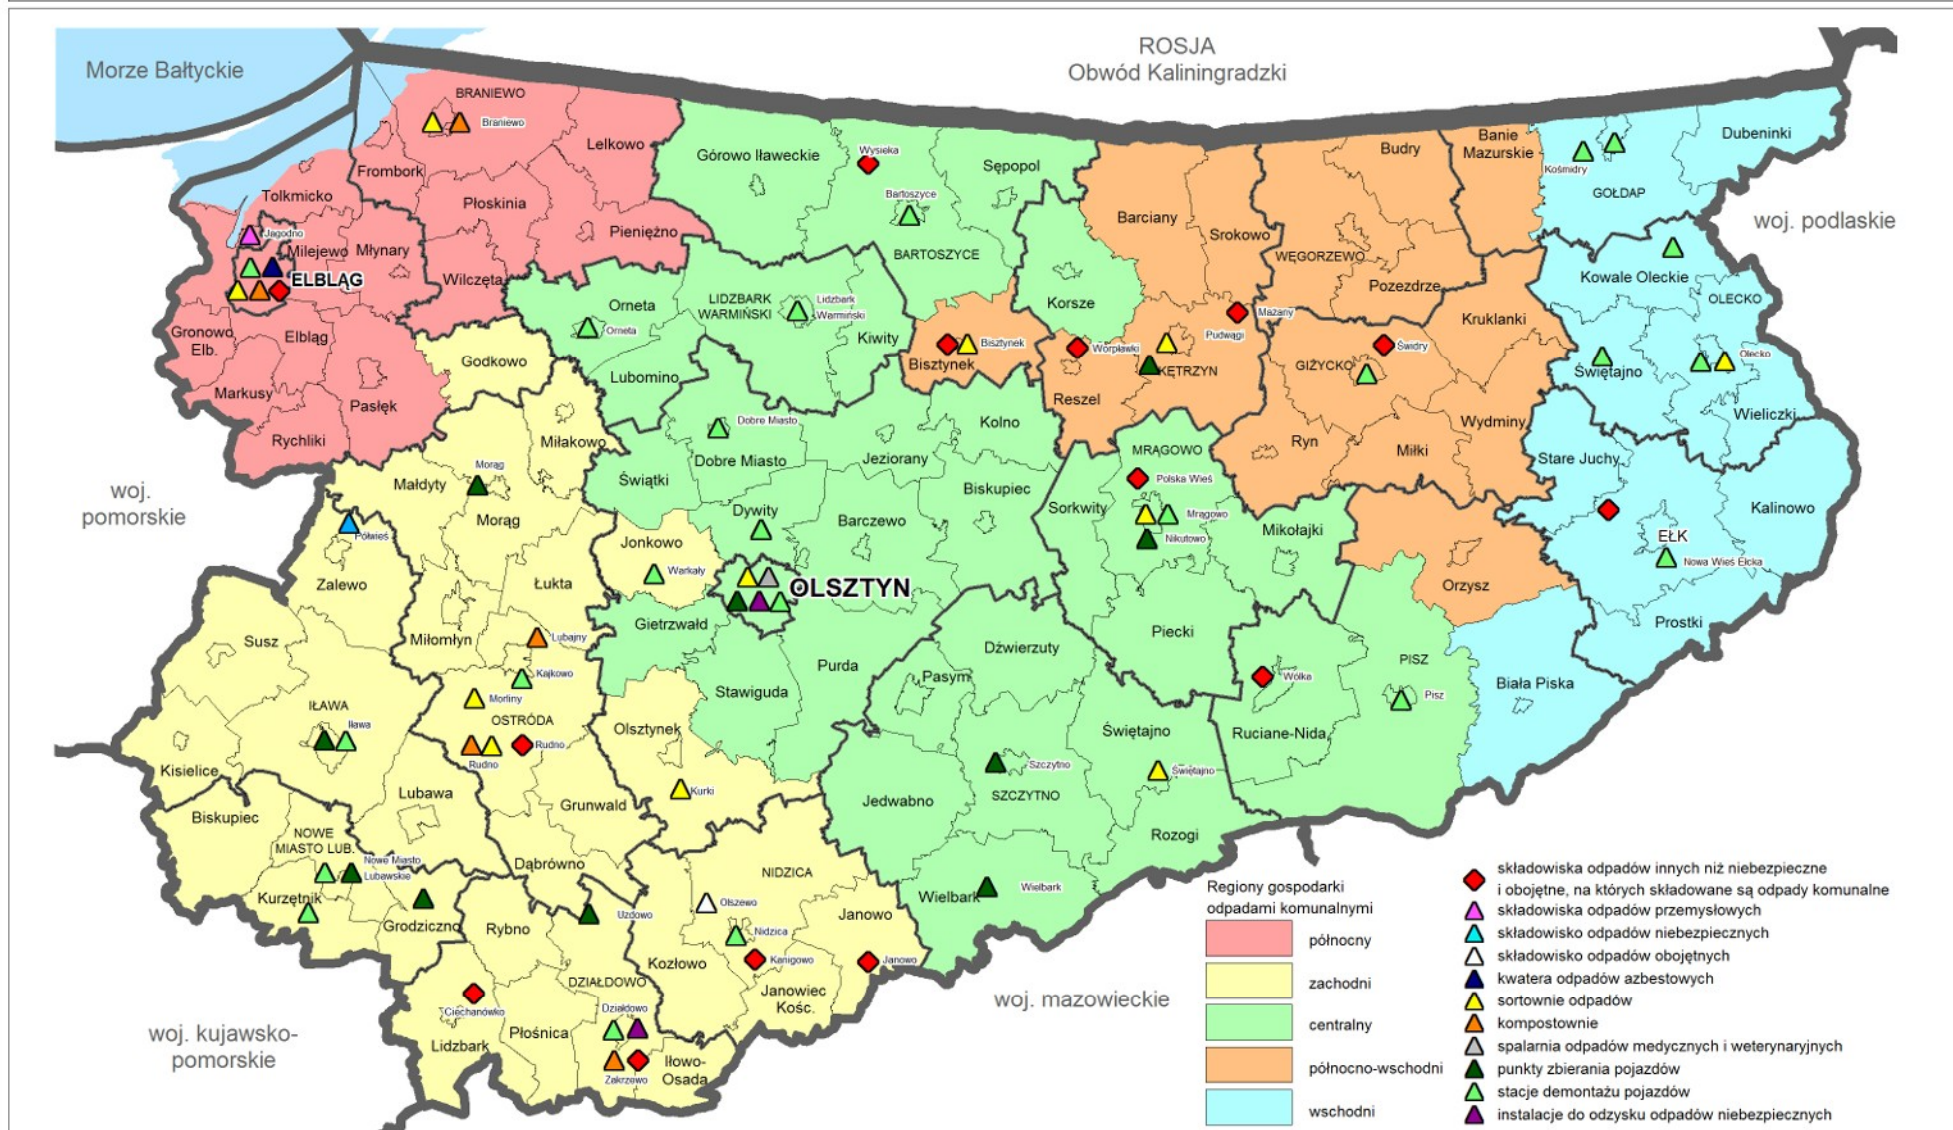 Morze Bałtyckie
ROSJA
Obwód Kaliningradzki
woj. podlaskie
woj.
pomorskie
woj. kujawsko-
pomorskie
woj. mazowieckie
BRANIEWO
Braniewo
Lelkowo
Frombork
Tolkmicko
Płoskinia
Pieniężno
Jagodno
Milejewo
Młynary
ELBLĄG
Wilczęta
Gronowo
Elb.
Elbląg
Markusy
Pasłęk
Rychliki
Górowo Iławeckie
Wysieka
Sępopol
Bartoszyce
BARTOSZYCE
Barciany
Srokowo
Budry
Banie
Mazurskie
Dubeninki
Kośmidry
GOŁDAP
WĘGORZEWO
Pozezdrze
Kowale Oleckie
OLECKO
Orneta
Orneta
LIDZBARK
WARMIŃSKI
Lidzbark
Warmiński
Kiwity
Lubomino
Korsze
Bisztynek
Bisztynek
Worpławki
Reszel
Mażany
Pudwągi
KĘTRZYN
Kruklanki
Świdry
GIŻYCKO
Wydminy
Ryn
Miłki
Świętajno
Olecko
Wieliczki
Godkowo
Miłakowo
Morąg
Małdyty
Morąg
Półwieś
Zalewo
Łukta
Miłomłyn
Lubajny
Kajkowo
Morliny
OSTRÓDA
Rudno
Rudno
Grunwald
Dąbrówno
Susz
IŁAWA
Iława
Kisielice
Lubawa
Biskupiec
NOWE
MIASTO LUB.
Nowe Miasto
Lubawskie
Kurzętnik
Grodziczno
Dobre Miasto
Dobre Miasto
Jeziorany
Kolno
Świątki
Dywity
Barczewo
Biskupiec
Jonkowo
Warkały
OLSZTYN
Gietrzwałd
Stawiguda
Purda
Olsztynek
Kurki
MRĄGOWO
Polska Wieś
Sorkwity
Mrągowo
Nikutowo
Mikołajki
Piecki
Stare Juchy
Kalinowo
EŁK
Nowa Wieś Ełcka
Orzysz
Prostki
Biała Piska
PISZ
Pisz
Wólka
Ruciane-Nida
Dźwierzuty
Pasym
Świętajno
Świętajno
Szczytno
SZCZYTNO
Jedwabno
Rozogi
Wielbark
Wielbark
Rybno
Uzdowo
DZIAŁDOWO
Działdowo
Ciechanówko
Lidzbark
Płośnica
Zakrzewo
Iłowo-
Osada
NIDZICA
Olszewo
Nidzica
Kanigowo
Kozłowo
Janowo
Janowo
Janowiec
Kośc.
Regiony gospodarki
odpadami komunalnymi
północny
zachodni
centralny
północno-wschodni
wschodni
składowiska odpadów innych niż niebezpieczne
i obojętne, na których składowane są odpady komunalne
składowiska odpadów przemysłowych
składowisko odpadów niebezpiecznych
składowisko odpadów obojętnych
kwatera odpadów azbestowych
sortownie odpadów
kompostownie
spalarnia odpadów medycznych i weterynaryjnych
punkty zbierania pojazdów
stacje demontażu pojazdów
instalacje do odzysku odpadów niebezpiecznych